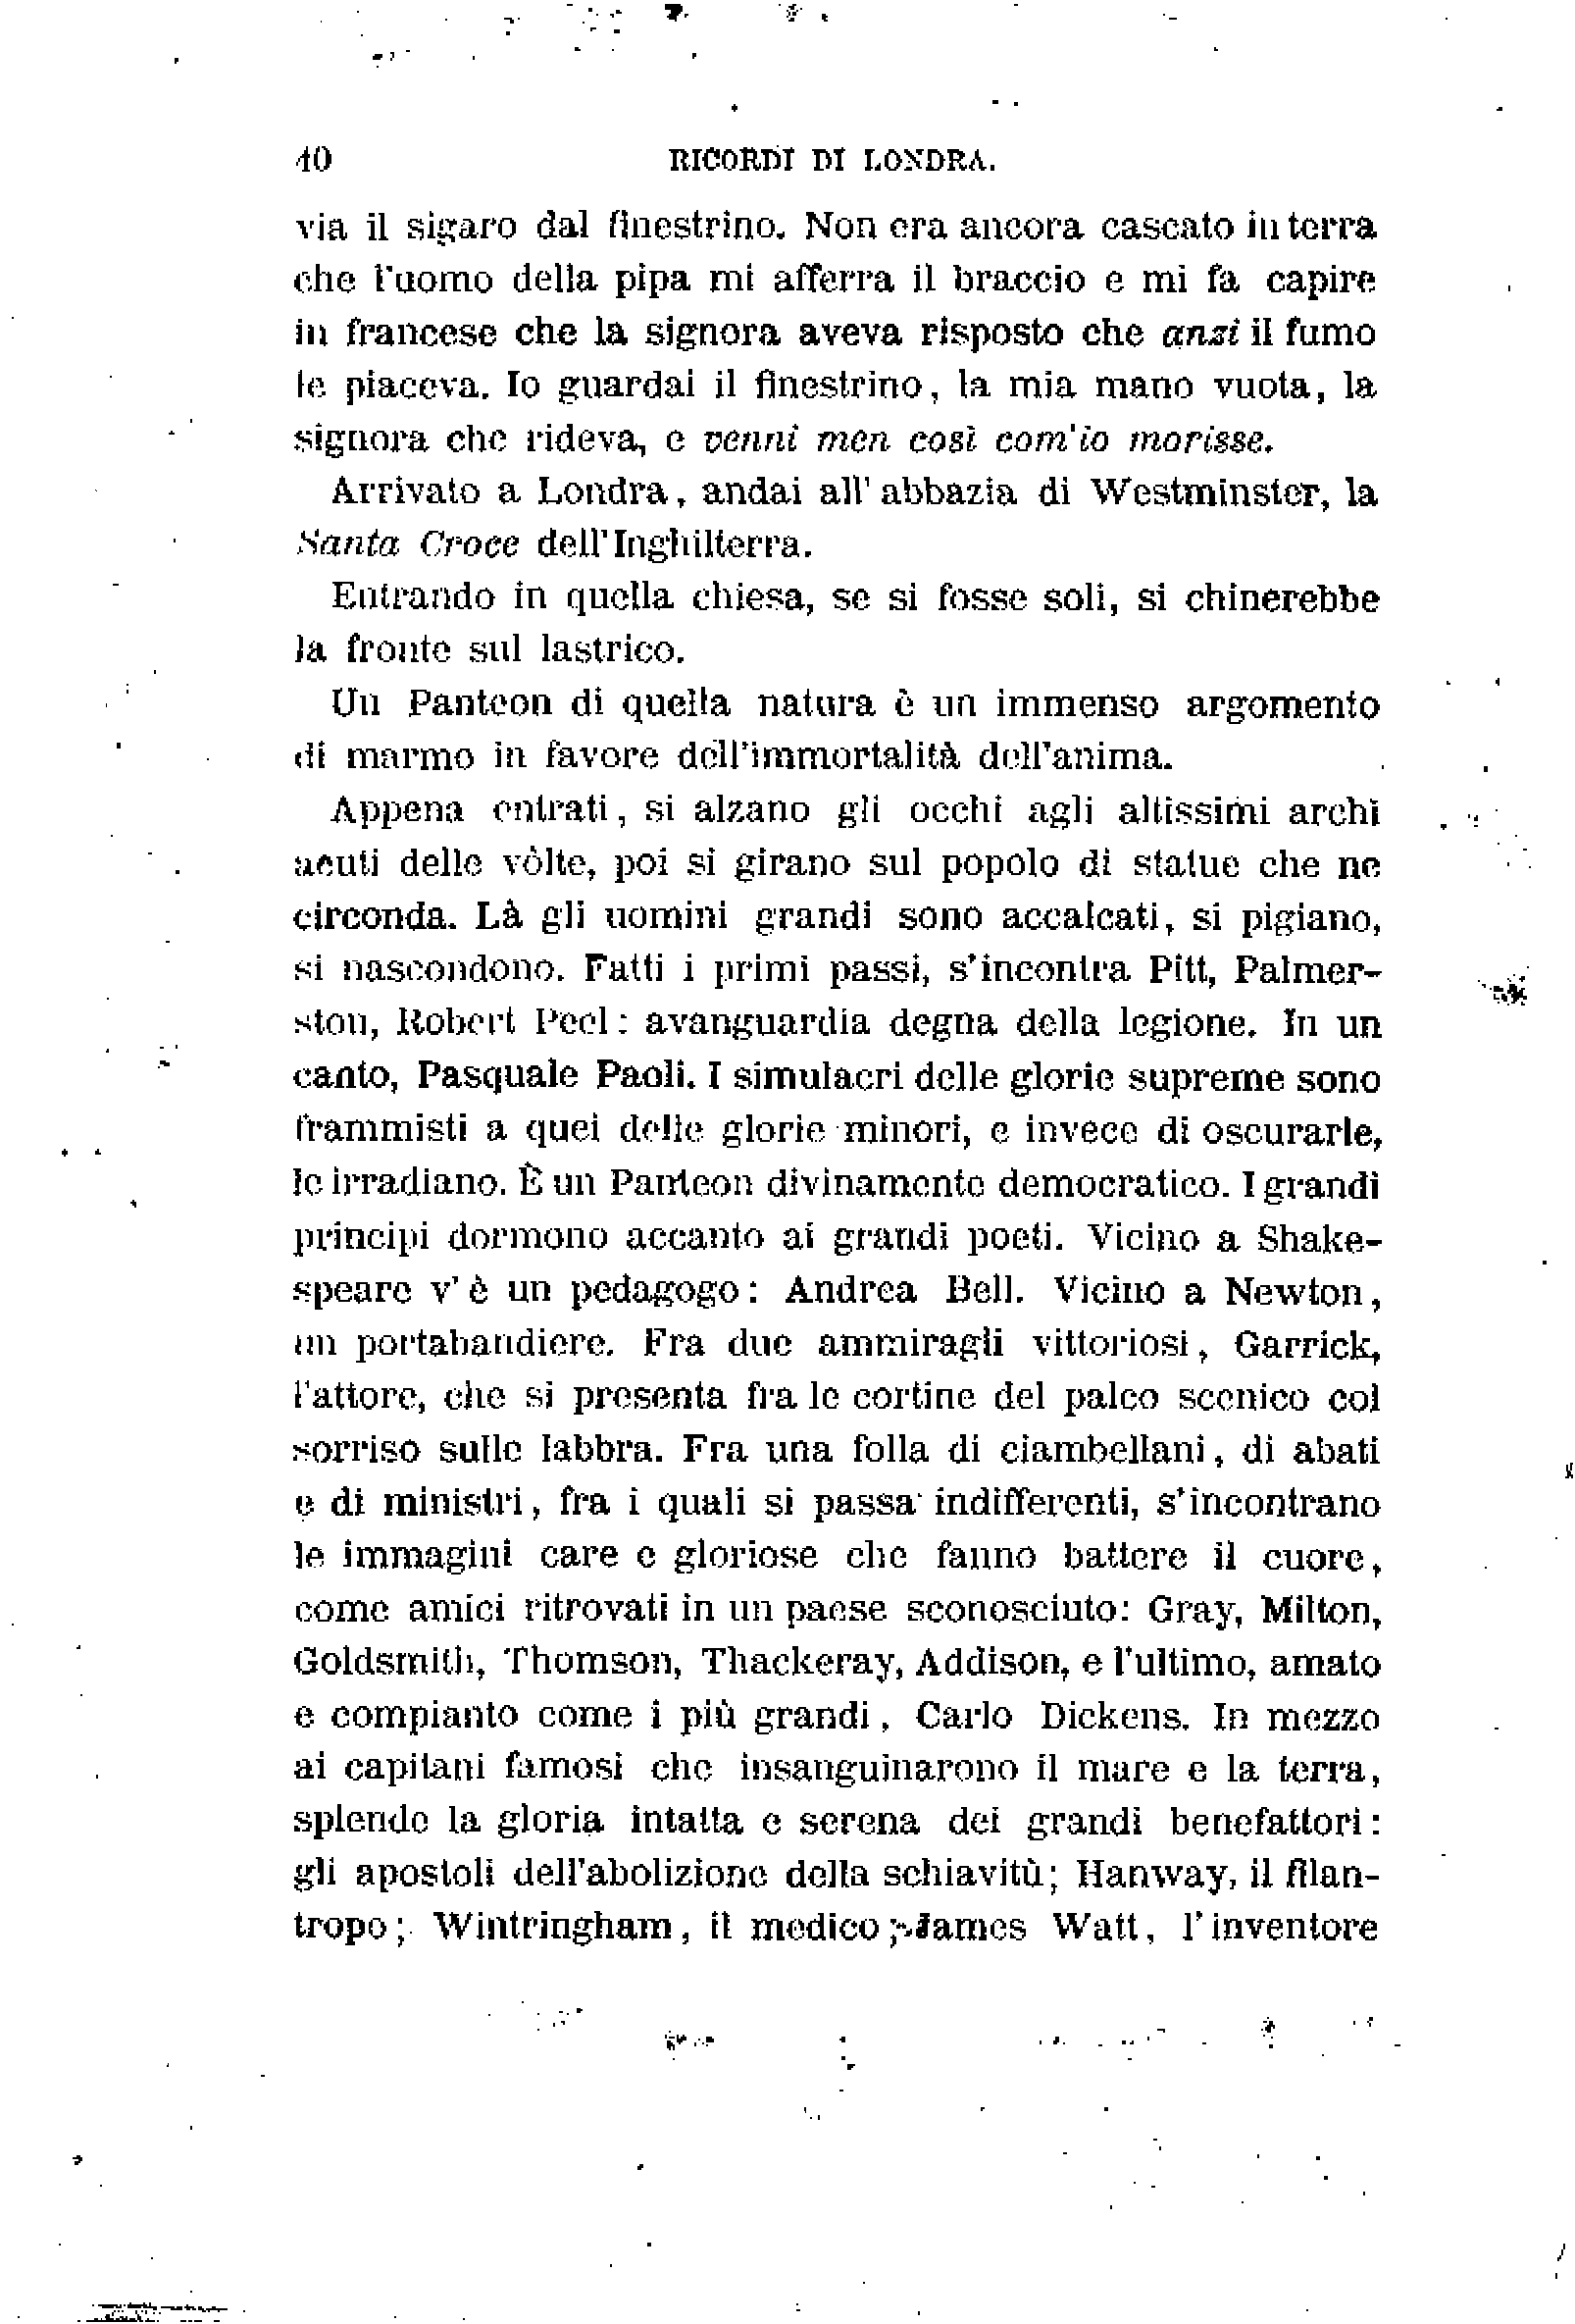 40 RICORDI DI LONDRA.
via il sigaro dal finestrino. Non era ancora cascato in terra
che l'uomo della pipa mi afferra il braccio e mi fa capire
in francese che la signora aveva risposto che anzi il fumo
le piaceva. Io guardai il finestrino, la mia mano vuota, la
signora che rideva, e venni men così com'io morisse.
Arrivato a Londra, andai all' abbazia di Westminster, la
Santa Croce dell'Inghilterra.
Entrando in quella chiesa, se si fosse soli, si chinerebbe
la fronte sul lastrico.
Un Panteon di quella natura è un immenso argomento
di marmo in favore dell'immortalità dell'anima.
Appena entrati, si alzano gli occhi agli altissimi archi
acuti delle vòlte, poi si girano sul popolo di statue che ne
circonda. Là gli uomini grandi sono accalcati, si pigiano,
si nascondono. Fatti i primi passi, s'incontra Pitt, Palmer-
ston, Robert Peel: avanguardia degna della legione. In un
canto, Pasquale Paoli. I simulacri delle glorie supreme sono
frammisti a quei delle glorie minori, e invece di oscurarle,
le irradiano. È un Panteon divinamente democratico. I grandi
principi dormono accanto ai grandi poeti. Vicino a Shake-
speare v' è un pedagogo: Andrea Bell. Vicino a Newton,
un portabandiere. Fra due ammiragli vittoriosi, Garrick,
l'attore, che si presenta fra le cortine del palco scenico col
sorriso sulle labbra. Fra una folla di ciambellani, di abati
e di ministri, fra i quali si passa indifferenti, s'incontrano
le immagini care e gloriose che fanno battere il cuore,
come amici ritrovati in un paese sconosciuto: Gray, Milton,
Goldsmith, Thomson, Thackeray, Addison, e l'ultimo, amato
e compianto come i più grandi, Carlo Dickens. In mezzo
ai capitani famosi che insanguinarono il mare e la terra,
splende la gloria intatta e serena dei grandi benefattori:
gli apostoli dell'abolizione della schiavitù; Hanway, il filan-
tropo; Wintringham, il medico; James Watt, l'inventore